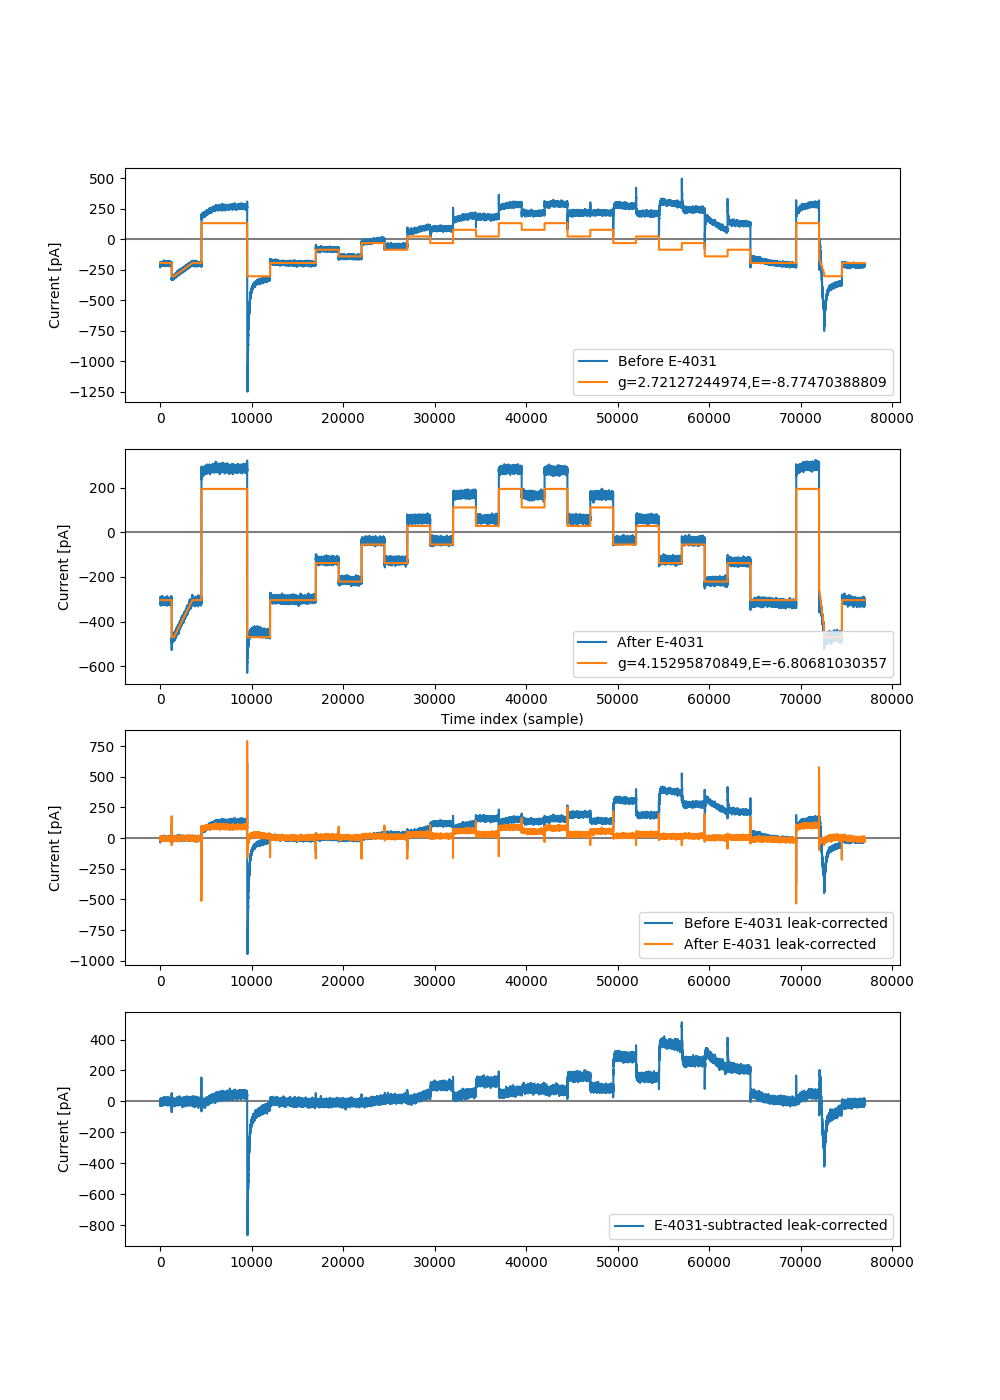 500
250
0
−250
−500
−750
−1000
−1250
Current [pA]
Before E-4031
g=2.72127244974,E=-8.77470388809
0 10000 20000 30000 40000 50000 60000 70000 80000
200
0
−200
−400
−600
Current [pA]
After E-4031
g=4.15295870849,E=-6.80681030357
0 10000 20000 30000 40000 50000 60000 70000 80000
Time index (sample)
750
500
250
0
−250
−500
−750
−1000
Current [pA]
Before E-4031 leak-corrected
After E-4031 leak-corrected
0 10000 20000 30000 40000 50000 60000 70000 80000
400
200
0
−200
−400
−600
−800
Current [pA]
E-4031-subtracted leak-corrected
0 10000 20000 30000 40000 50000 60000 70000 80000